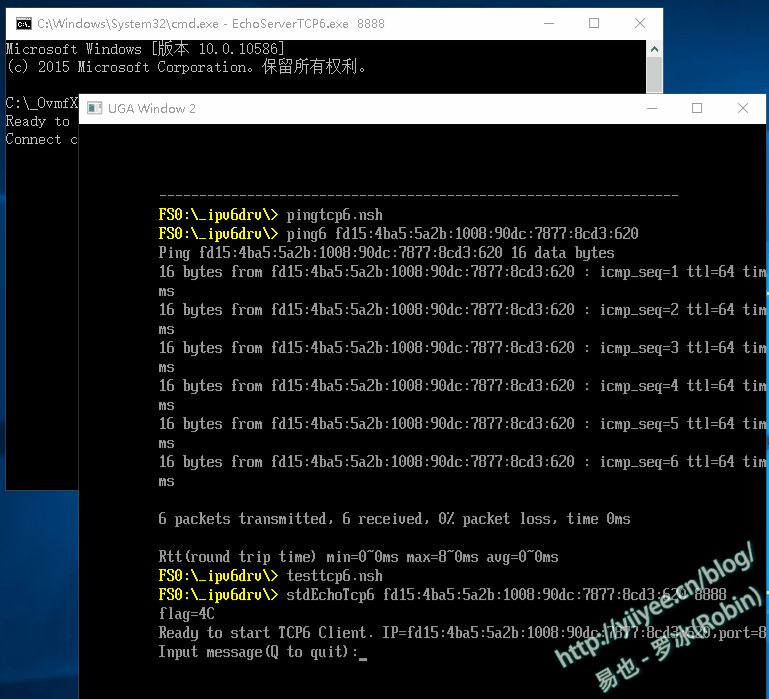 C:\Windows\System32\cmd.exe - EchoServerTCP6.exe 8888
Microsoft Windows [版本 10.0.10586]
(c) 2015 Microsoft Corporation。保留所有权利。
C:\_OvmfX
Ready to
Connect c
UGA Window 2
-----------------------------------------------------------------
FS0:\_ipv6drv\> pingtcp6.nsh
FS0:\_ipv6drv\> ping6 fd15:4ba5:5a2b:1008:90dc:7877:8cd3:620
Ping fd15:4ba5:5a2b:1008:90dc:7877:8cd3:620 16 data bytes
16 bytes from fd15:4ba5:5a2b:1008:90dc:7877:8cd3:620 : icmp_seq=1 ttl=64 tim
ms
16 bytes from fd15:4ba5:5a2b:1008:90dc:7877:8cd3:620 : icmp_seq=2 ttl=64 tim
ms
16 bytes from fd15:4ba5:5a2b:1008:90dc:7877:8cd3:620 : icmp_seq=3 ttl=64 tim
ms
16 bytes from fd15:4ba5:5a2b:1008:90dc:7877:8cd3:620 : icmp_seq=4 ttl=64 tim
ms
16 bytes from fd15:4ba5:5a2b:1008:90dc:7877:8cd3:620 : icmp_seq=5 ttl=64 tim
ms
16 bytes from fd15:4ba5:5a2b:1008:90dc:7877:8cd3:620 : icmp_seq=6 ttl=64 tim
ms
6 packets transmitted, 6 received, 0% packet loss, time 0ms
Rtt(round trip time) min=0~0ms max=8~0ms avg=0~0ms
FS0:\_ipv6drv\> testtcp6.nsh
FS0:\_ipv6drv\> stdEchoTcp6 fd15:4ba5:5a2b:1008:90dc:7877:8cd3:620 8888
flag=4C
Ready to start TCP6 Client. IP=fd15:4ba5:5a2b:1008:90dc:7877:8cd3:620,port=8
Input message(Q to quit):_
http://yiiyee.cn/blog/
易也 - 罗冰(Robin)